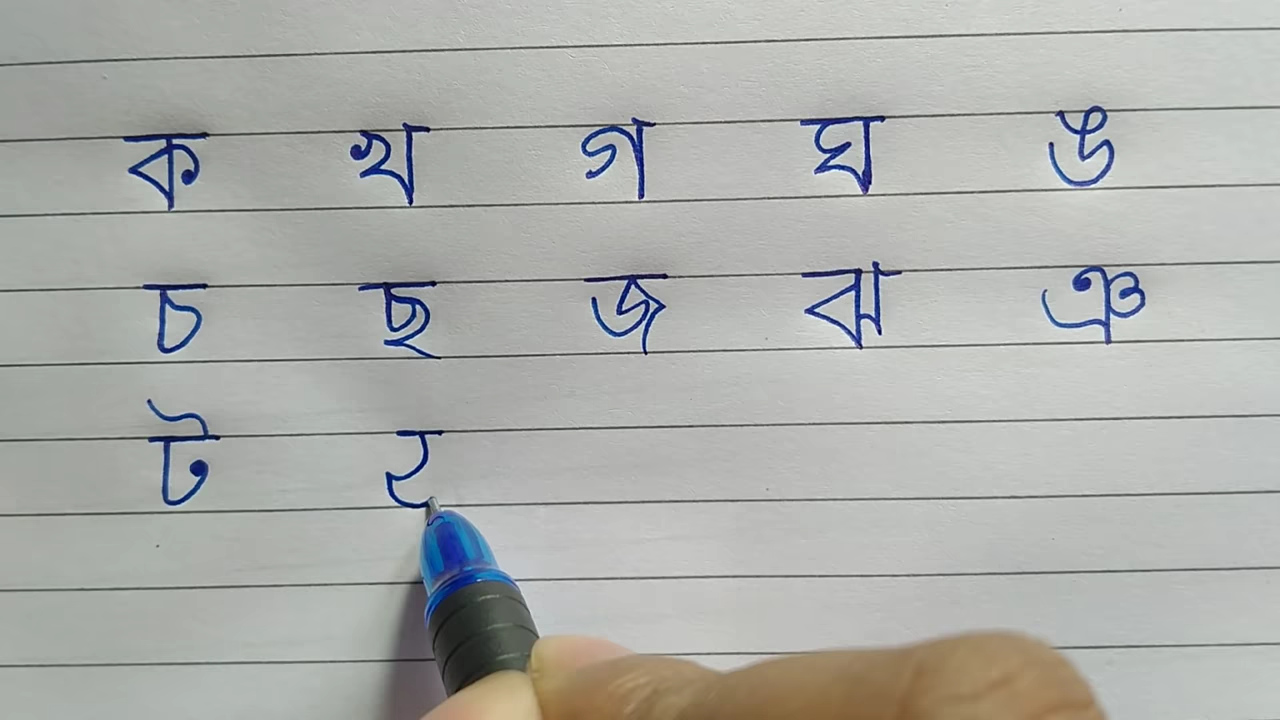 ক খ গ ঘ ঙ
চ ছ জ ঝ ঞ
ট